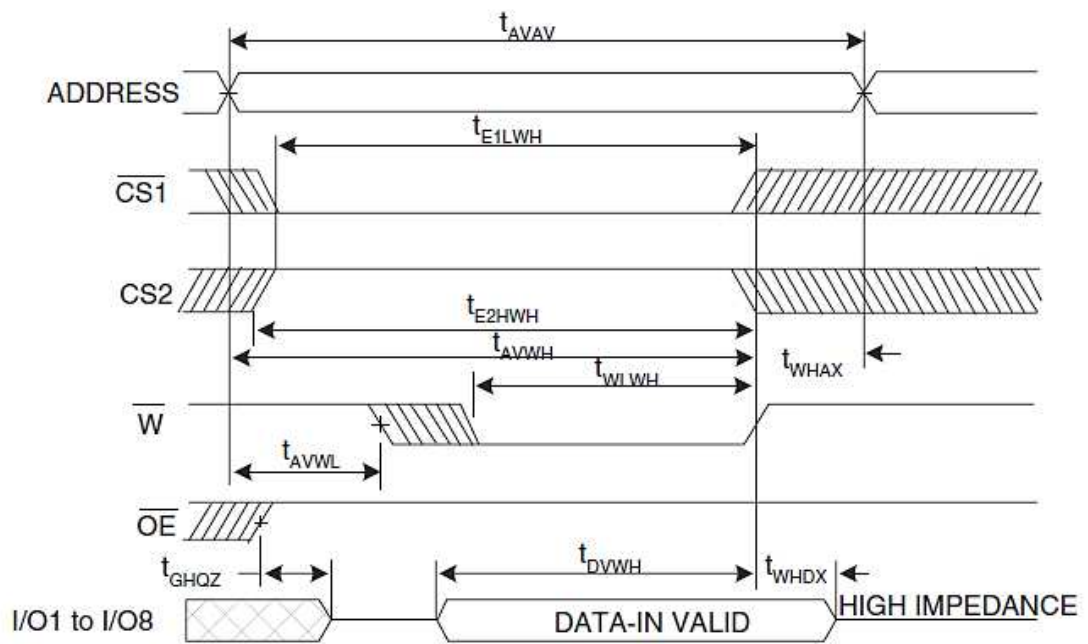 tAVAV
ADDRESS
tE1LWH
CS1
CS2
tE2HWH
tAVWH
tWHAX
tWLWH
W
tAVWL
OE
tGHQZ
tDVWH
tWHDX
I/O1 to I/O8
DATA-IN VALID
HIGH IMPEDANCE